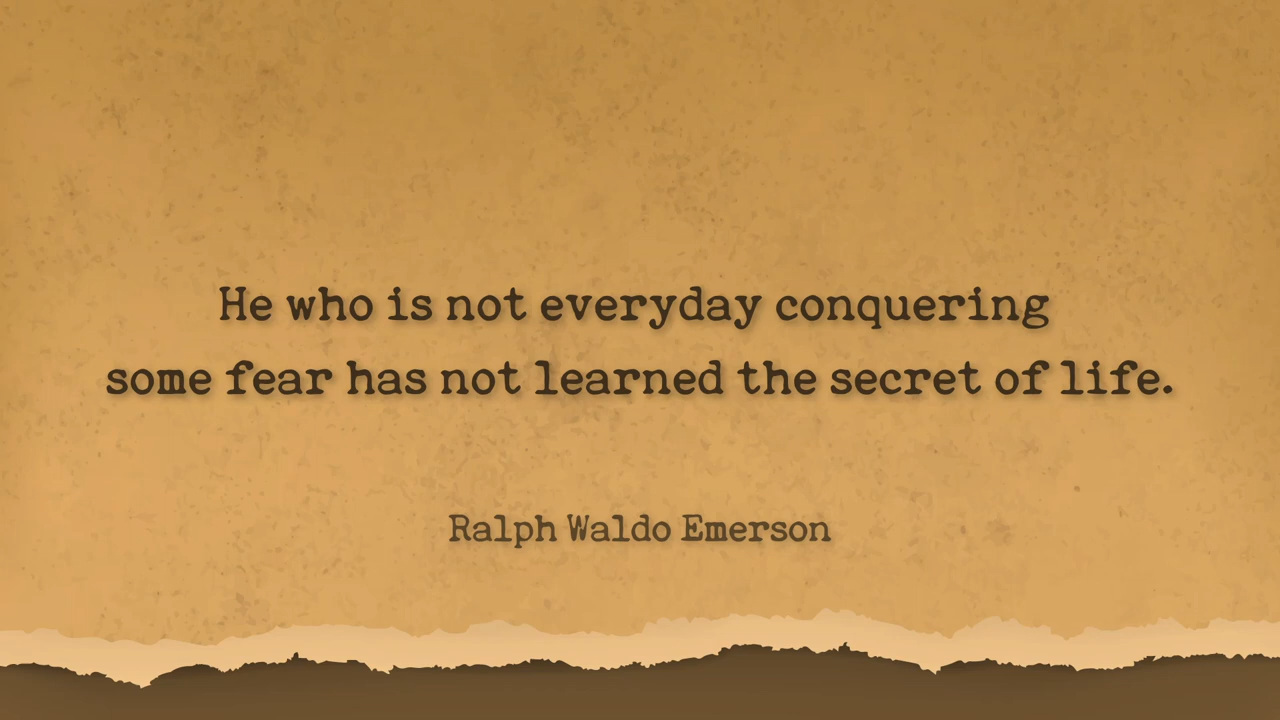 He who is not everyday conquering
some fear has not learned the secret of life.
Ralph Waldo Emerson